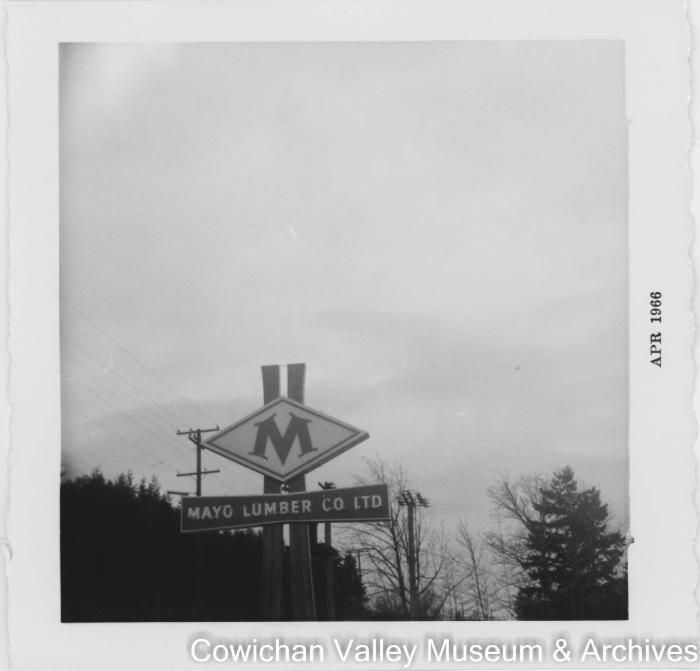 M
MAYO LUMBER CO. LTD
APR 1966
Cowichan Valley Museum & Archives